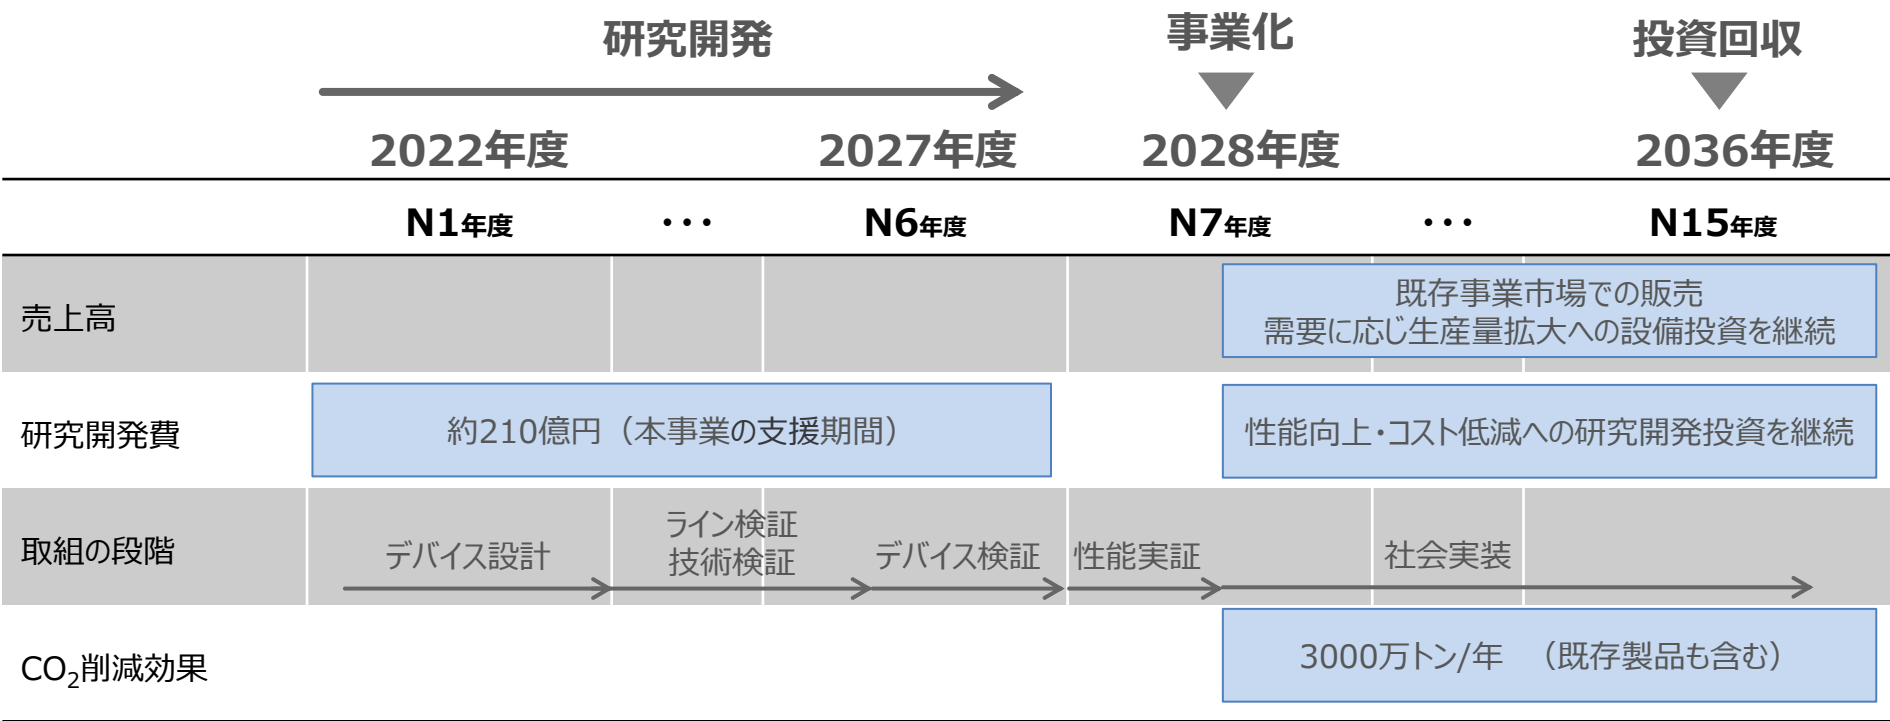 研究開発
事業化
投資回収
2022年度
2027年度
2028年度
2036年度
N1年度
・・・
N6年度
N7年度
・・・
N15年度
売上高
既存事業市場での販売
需要に応じ生産量拡大への設備投資を継続
研究開発費
約210億円（本事業の支援期間）
性能向上・コスト低減への研究開発投資を継続
取組の段階
デバイス設計
ライン検証
技術検証
デバイス検証
性能実証
社会実装
CO₂削減効果
3000万トン/年　（既存製品も含む）